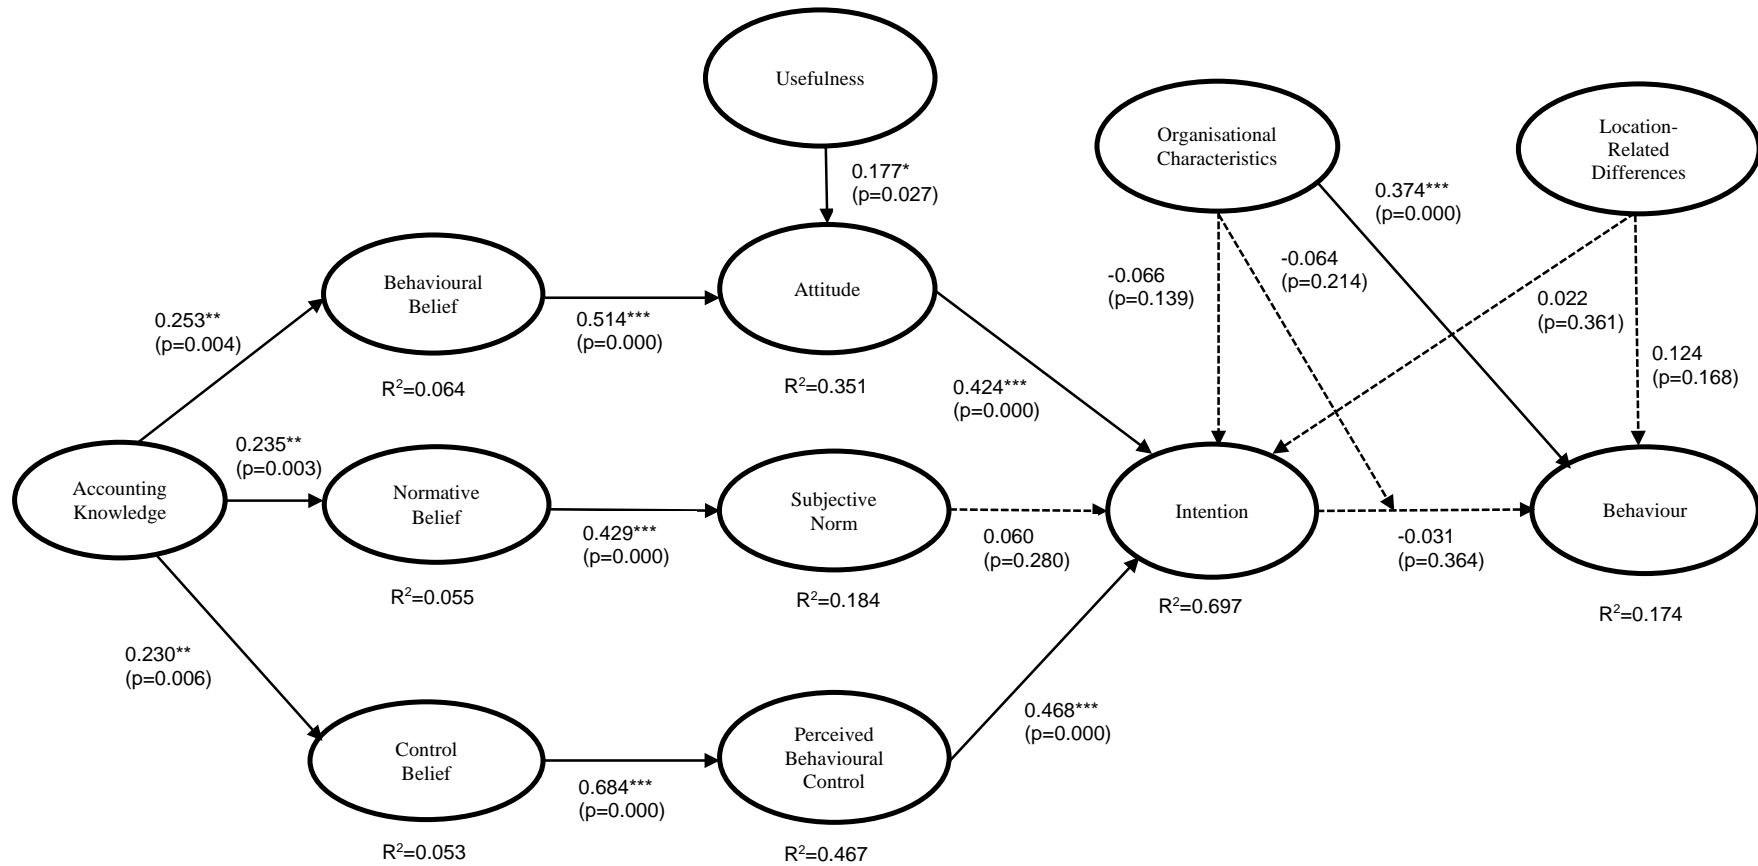 Usefulness
0.177*
(p=0.027)
Organisational
Characteristics
Location-
Related
Differences
0.374***
(p=0.000)
-0.066
(p=0.139)
-0.064
(p=0.214)
0.022
(p=0.361)
0.124
(p=0.168)
Behavioural
Belief
R²=0.064
0.253**
(p=0.004)
0.514***
(p=0.000)
Attitude
R²=0.351
0.424***
(p=0.000)
Accounting
Knowledge
0.235**
(p=0.003)
Normative
Belief
R²=0.055
0.429***
(p=0.000)
Subjective
Norm
R²=0.184
0.060
(p=0.280)
Intention
R²=0.697
-0.031
(p=0.364)
Behaviour
R²=0.174
0.230**
(p=0.006)
Control
Belief
R²=0.053
0.684***
(p=0.000)
Perceived
Behavioural
Control
R²=0.467
0.468***
(p=0.000)